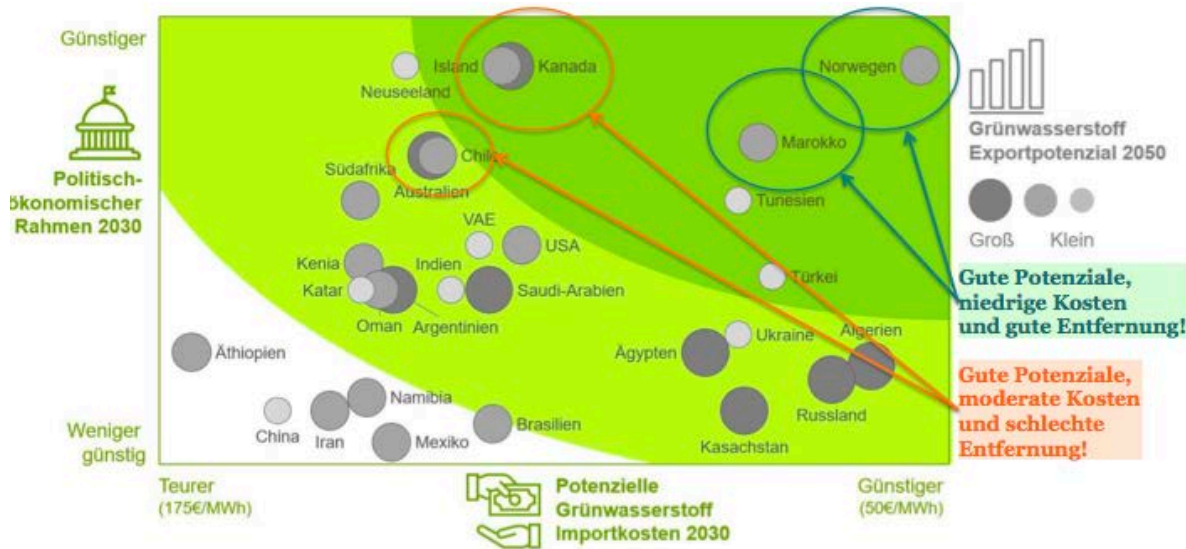 Günstiger
Politisch-
ökonomischer
Rahmen 2030
Weniger
günstig
Neuseeland
Island
Kanada
Norwegen
Marokko
Südafrika
Chile
Australien
Tunesien
VAE
USA
Kenia
Indien
Türkei
Katar
Saudi-Arabien
Oman
Argentinien
Ukraine
Algerien
Äthiopien
Ägypten
Russland
Namibia
China
Iran
Mexiko
Brasilien
Kasachstan
Grünwasserstoff
Exportpotenzial 2050
Groß Klein
Gute Potenziale,
niedrige Kosten
und gute Entfernung!
Gute Potenziale,
moderate Kosten
und schlechte
Entfernung!
Teurer
(175€/MWh)
Potenzielle
Grünwasserstoff
Importkosten 2030
Günstiger
(50€/MWh)